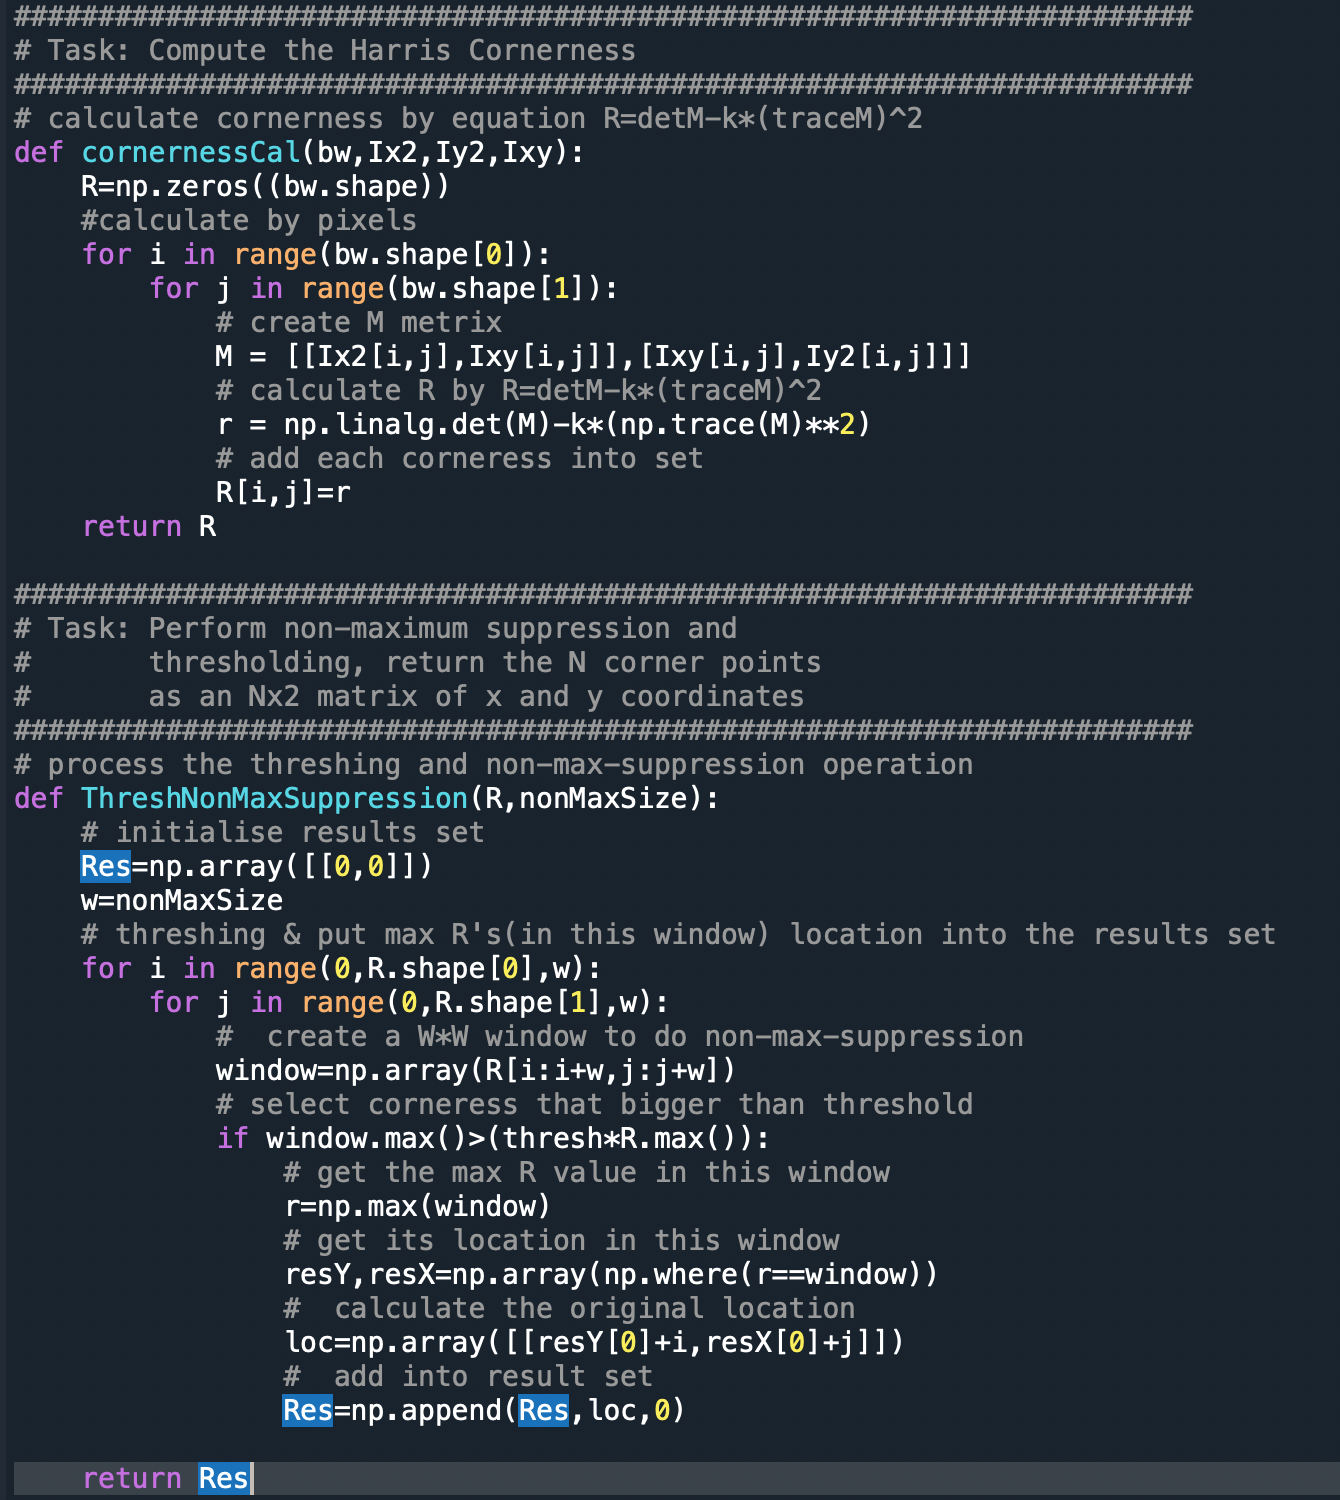 ######################################################################
# Task: Compute the Harris Cornerness
######################################################################
# calculate cornerness by equation R=detM-k*(traceM)^2
def cornernessCal(bw,Ix2,Iy2,Ixy):
    R=np.zeros((bw.shape))
    #calculate by pixels
    for i in range(bw.shape[0]):
        for j in range(bw.shape[1]):
            # create M metrix
            M = [[Ix2[i,j],Ixy[i,j]],[Ixy[i,j],Iy2[i,j]]]
            # calculate R by R=detM-k*(traceM)^2
            r = np.linalg.det(M)-k*(np.trace(M)**2)
            # add each corneress into set
            R[i,j]=r
    return R

######################################################################
# Task: Perform non-maximum suppression and
#       thresholding, return the N corner points
#       as an Nx2 matrix of x and y coordinates
######################################################################
# process the threshing and non-max-suppression operation
def ThreshNonMaxSuppression(R,nonMaxSize):
    # initialise results set
    Res=np.array([[0,0]])
    w=nonMaxSize
    # threshing & put max R's(in this window) location into the results set
    for i in range(0,R.shape[0],w):
        for j in range(0,R.shape[1],w):
            #  create a W*W window to do non-max-suppression
            window=np.array(R[i:i+w,j:j+w])
            # select corneress that bigger than threshold
            if window.max()>(thresh*R.max()):
                # get the max R value in this window
                r=np.max(window)
                # get its location in this window
                resY,resX=np.array(np.where(r==window))
                #  calculate the original location
                loc=np.array([[resY[0]+i,resX[0]+j]])
                #  add into result set
                Res=np.append(Res,loc,0)

    return Res